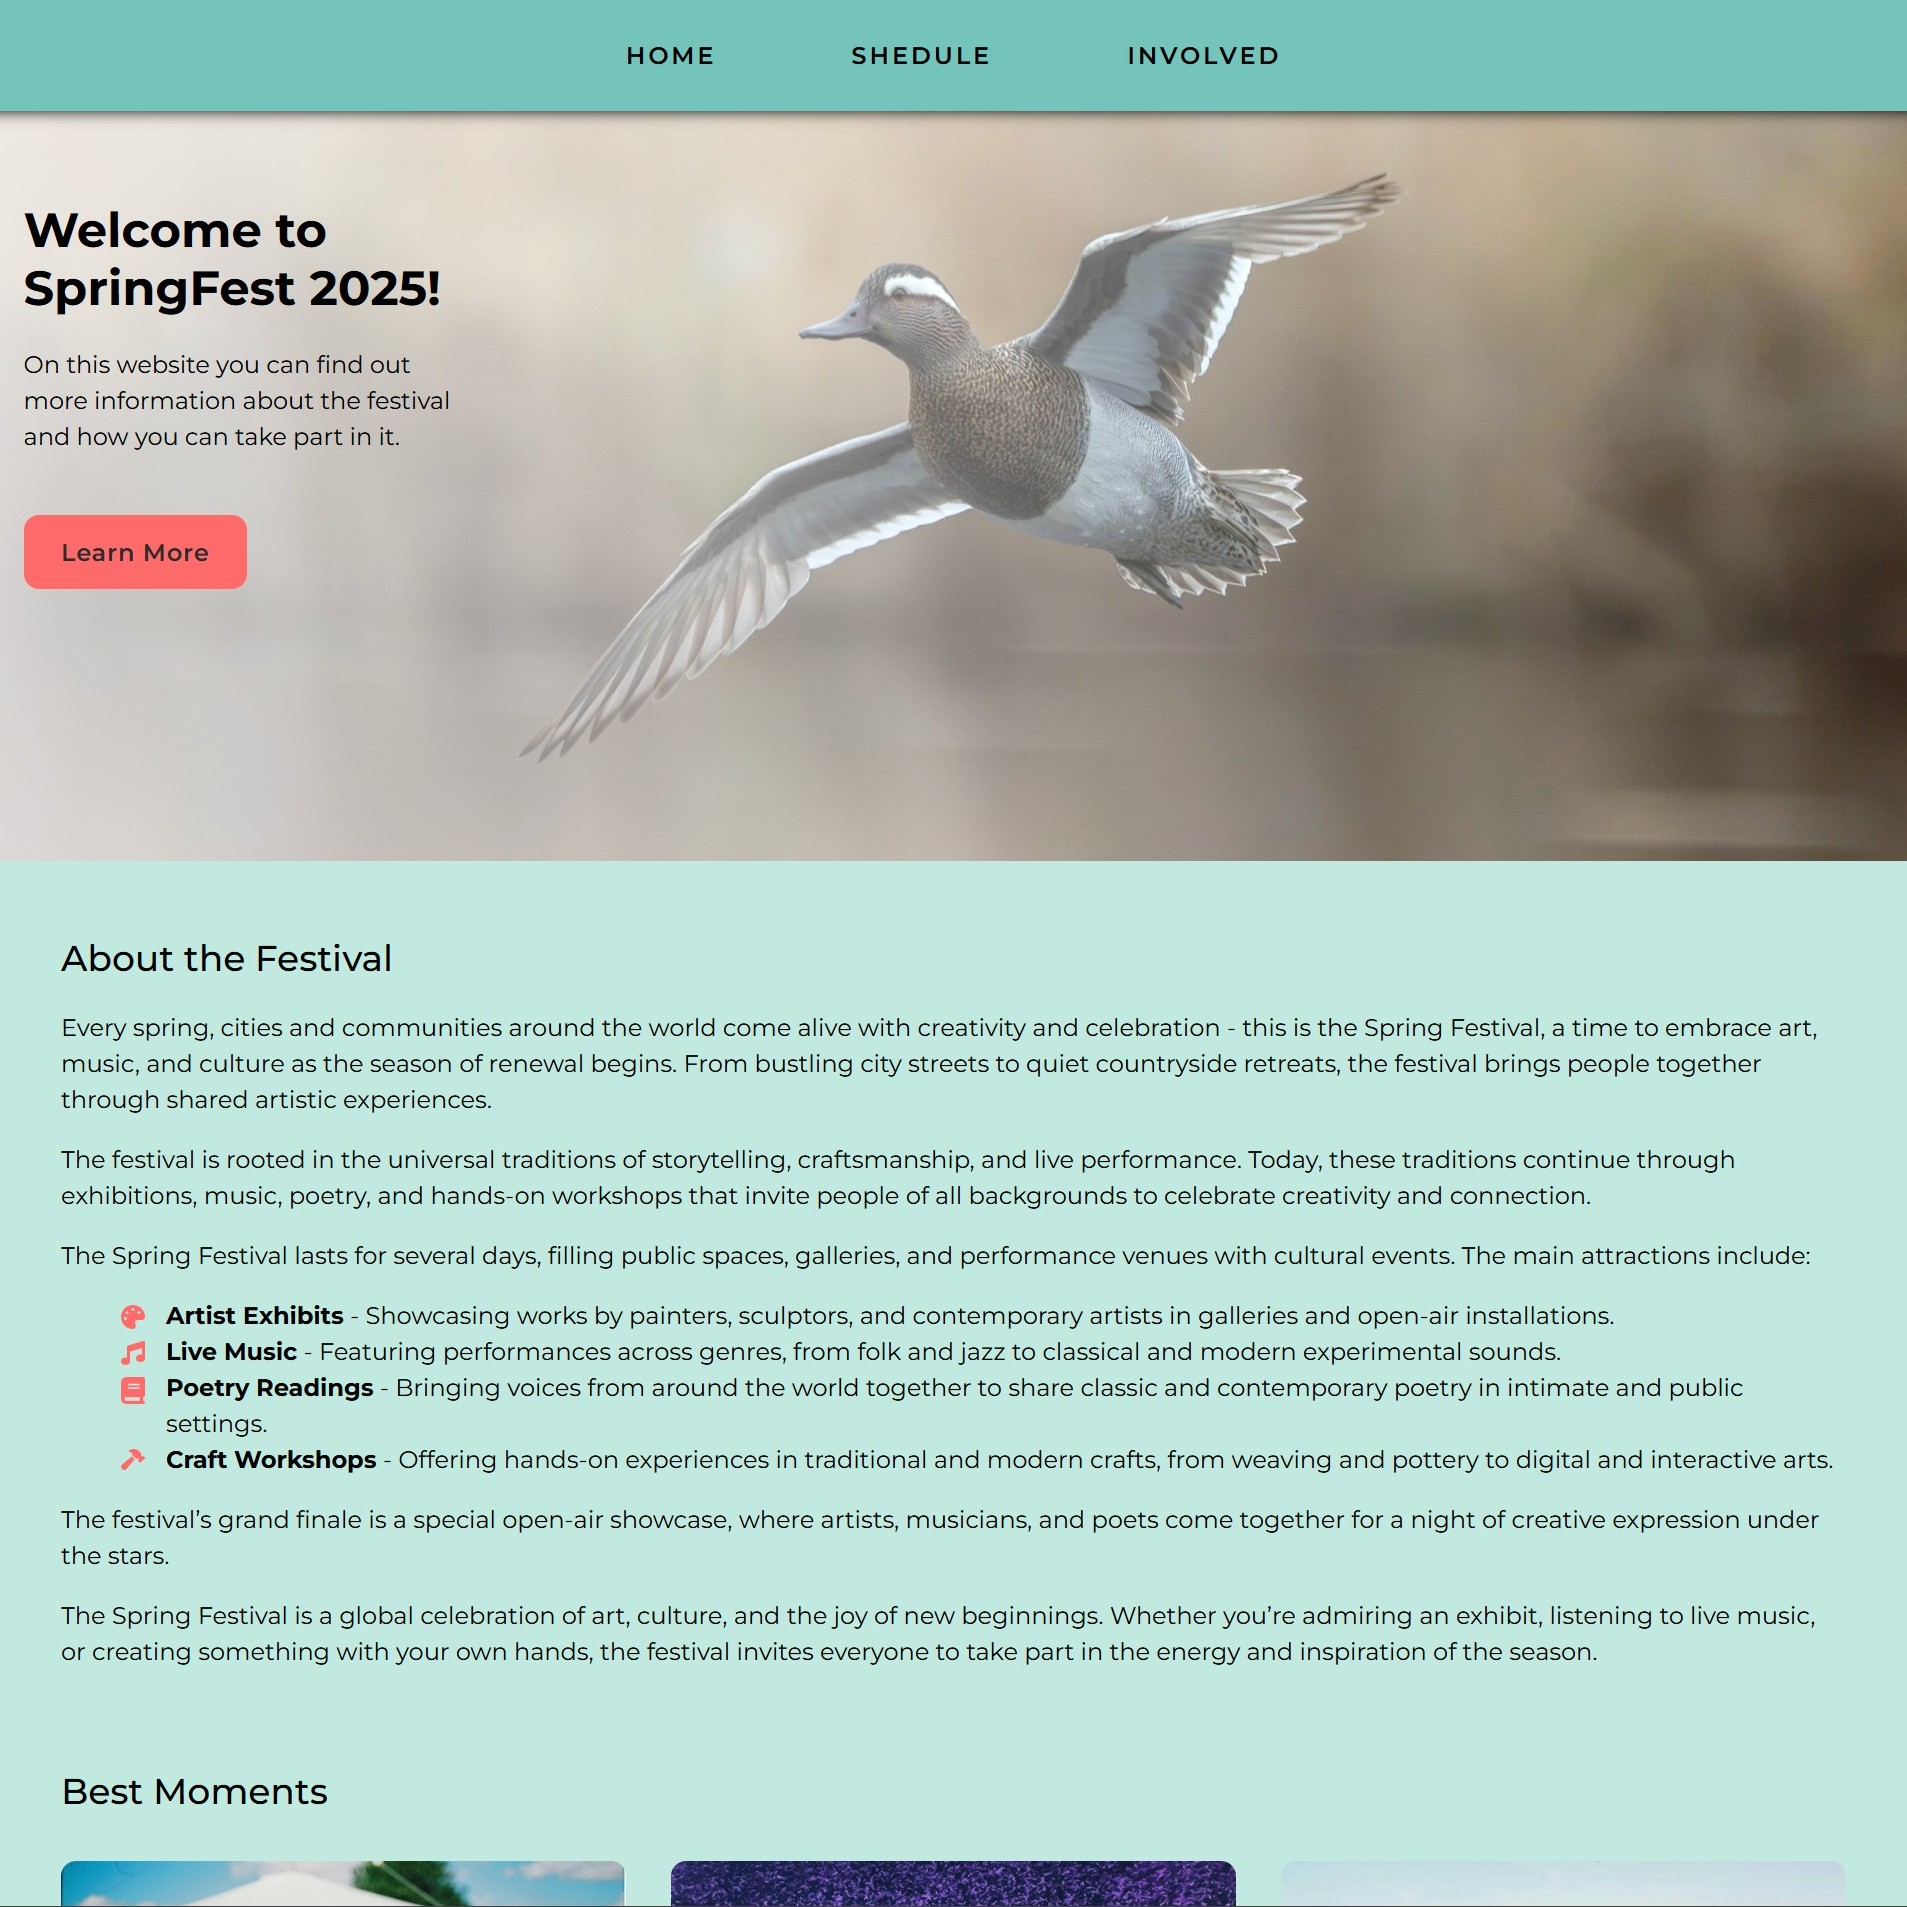 HOME SHEDULE INVOLVED
Welcome to
SpringFest 2025!
On this website you can find out
more information about the festival
and how you can take part in it.
Learn More
About the Festival
Every spring, cities and communities around the world come alive with creativity and celebration - this is the Spring Festival, a time to embrace art,
music, and culture as the season of renewal begins. From bustling city streets to quiet countryside retreats, the festival brings people together
through shared artistic experiences.
The festival is rooted in the universal traditions of storytelling, craftsmanship, and live performance. Today, these traditions continue through
exhibitions, music, poetry, and hands-on workshops that invite people of all backgrounds to celebrate creativity and connection.
The Spring Festival lasts for several days, filling public spaces, galleries, and performance venues with cultural events. The main attractions include:
Artist Exhibits - Showcasing works by painters, sculptors, and contemporary artists in galleries and open-air installations.
Live Music - Featuring performances across genres, from folk and jazz to classical and modern experimental sounds.
Poetry Readings - Bringing voices from around the world together to share classic and contemporary poetry in intimate and public
settings.
Craft Workshops - Offering hands-on experiences in traditional and modern crafts, from weaving and pottery to digital and interactive arts.
The festival’s grand finale is a special open-air showcase, where artists, musicians, and poets come together for a night of creative expression under
the stars.
The Spring Festival is a global celebration of art, culture, and the joy of new beginnings. Whether you’re admiring an exhibit, listening to live music,
or creating something with your own hands, the festival invites everyone to take part in the energy and inspiration of the season.
Best Moments